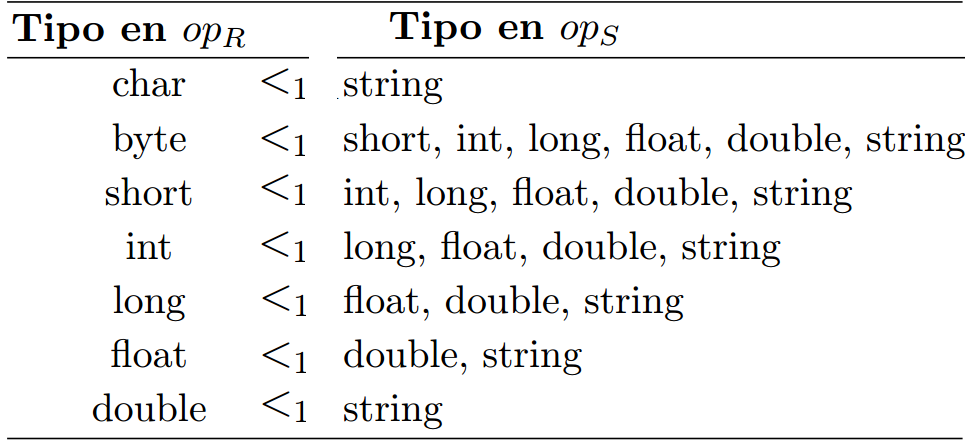 Tipo en op_R Tipo en op_S
char <_1 string
byte <_1 short, int, long, float, double, string
short <_1 int, long, float, double, string
int <_1 long, float, double, string
long <_1 float, double, string
float <_1 double, string
double <_1 string